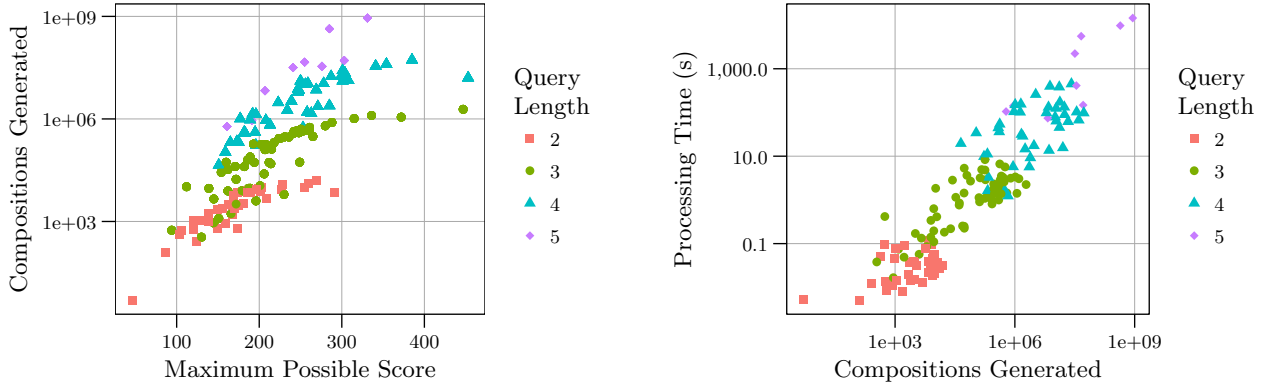 Compositions Generated
1e+09
1e+06
1e+03
100
200
300
400
Maximum Possible Score
Query
Length
2
3
4
5
Processing Time (s)
1,000.0
10.0
0.1
1e+03
1e+06
1e+09
Compositions Generated
Query
Length
2
3
4
5